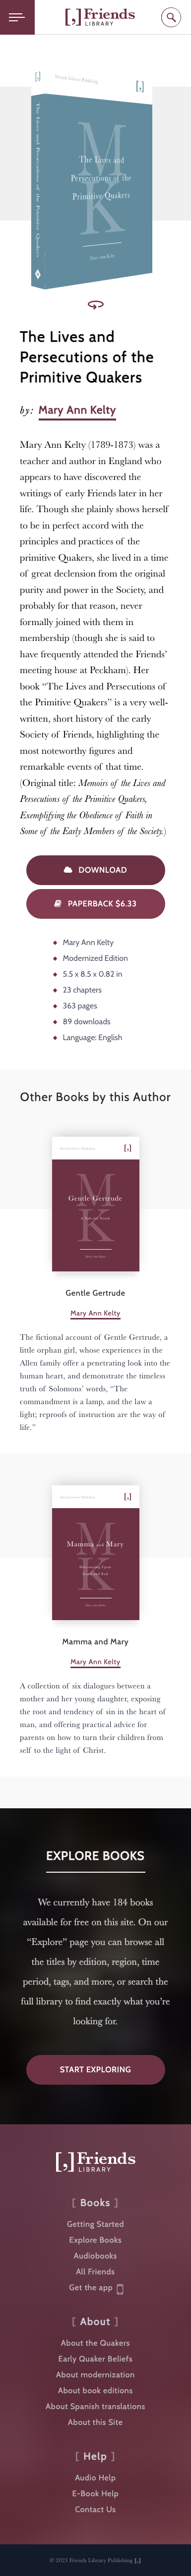 [,] Friends
LIBRARY
Friends Library Publishing
[,]
The Lives and Persecutions of the Primitive Quakers
The Lives and
Persecutions of the
Primitive Quakers
MK
Mary Ann Kelty
The Lives and
Persecutions of the
Primitive Quakers
by: Mary Ann Kelty
Mary Ann Kelty (1789-1873) was a
teacher and author in England who
appears to have discovered the
writings of early Friends later in her
life. Though she plainly shows herself
to be in perfect accord with the
principles and practices of the
primitive Quakers, she lived in a time
of great declension from the original
purity and power in the Society, and
probably for that reason, never
formally joined with them in
membership (though she is said to
have frequently attended the Friends’
meeting house at Peckham). Her
book “The Lives and Persecutions of
the Primitive Quakers” is a very well-
written, short history of the early
Society of Friends, highlighting the
most noteworthy figures and
remarkable events of that time.
(Original title: Memoirs of the Lives and
Persecutions of the Primitive Quakers,
Exemplifying the Obedience of Faith in
Some of the Early Members of the Society.)
DOWNLOAD
PAPERBACK $6.33
Mary Ann Kelty
Modernized Edition
5.5 x 8.5 x 0.82 in
23 chapters
363 pages
89 downloads
Language: English
Other Books by this Author
[,]
MK
Gentle Gertrude
A Tale for Youth
Mary Ann Kelty
Gentle Gertrude
Mary Ann Kelty
The fictional account of Gentle Gertrude, a
little orphan girl, whose experiences in the
Allen family offer a penetrating look into the
human heart, and demonstrate the timeless
truth of Solomons’ words, “The
commandment is a lamp, and the law a
light; reproofs of instruction are the way of
life.”
[,]
MK
Mamma and Mary
Mary Ann Kelty
Mamma and Mary
Mary Ann Kelty
A collection of six dialogues between a
mother and her young daughter, exposing
the root and tendency of sin in the heart of
man, and offering practical advice for
parents on how to turn their children from
self to the light of Christ.
EXPLORE BOOKS
We currently have 184 books
available for free on this site. On our
“Explore” page you can browse all
the titles by edition, region, time
period, tags, and more, or search the
full library to find exactly what you’re
looking for.
START EXPLORING
[,] Friends
LIBRARY
[ Books ]
Getting Started
Explore Books
Audiobooks
All Friends
Get the app
[ About ]
About the Quakers
Early Quaker Beliefs
About modernization
About book editions
About Spanish translations
About this Site
[ Help ]
Audio Help
E-Book Help
Contact Us
© 2023 Friends Library Publishing [,]